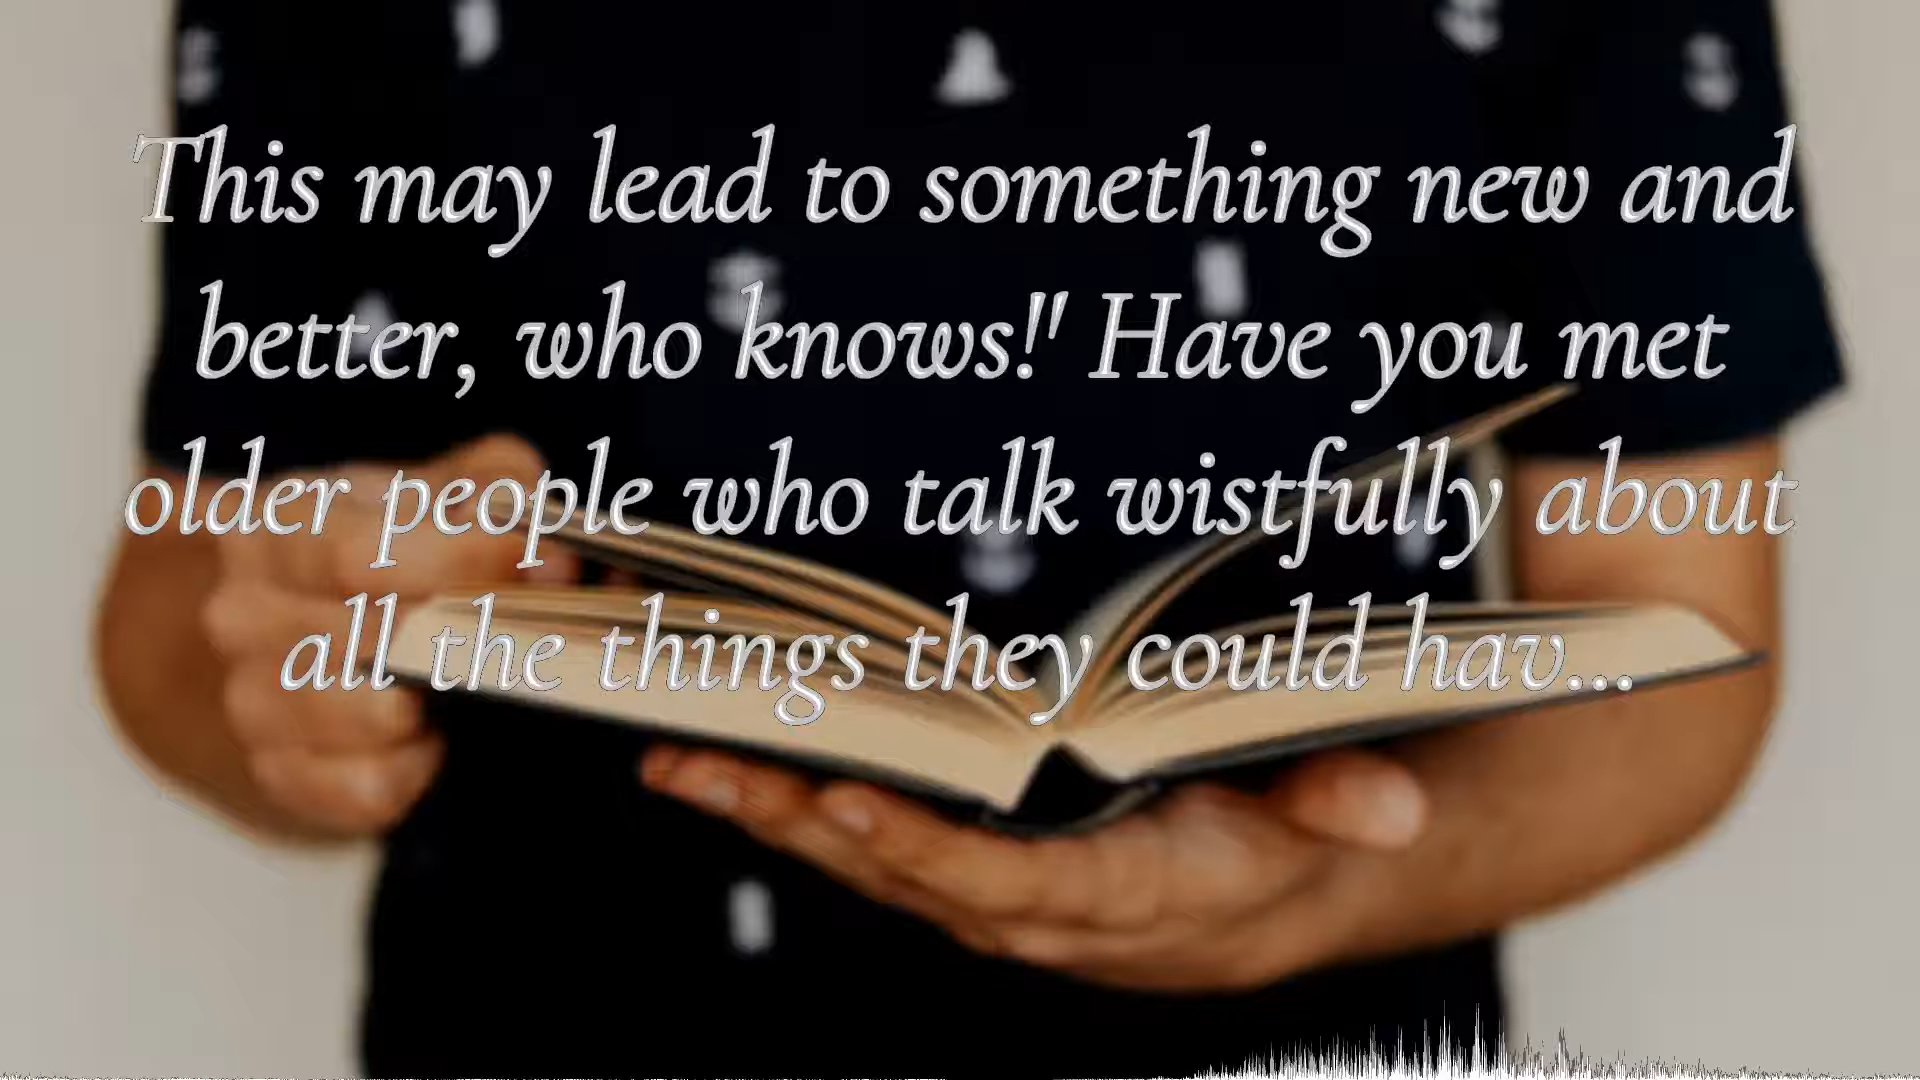 This may lead to something new and
better, who knows!" Have you met
older people who talk wistfully about
all the things they could hav...